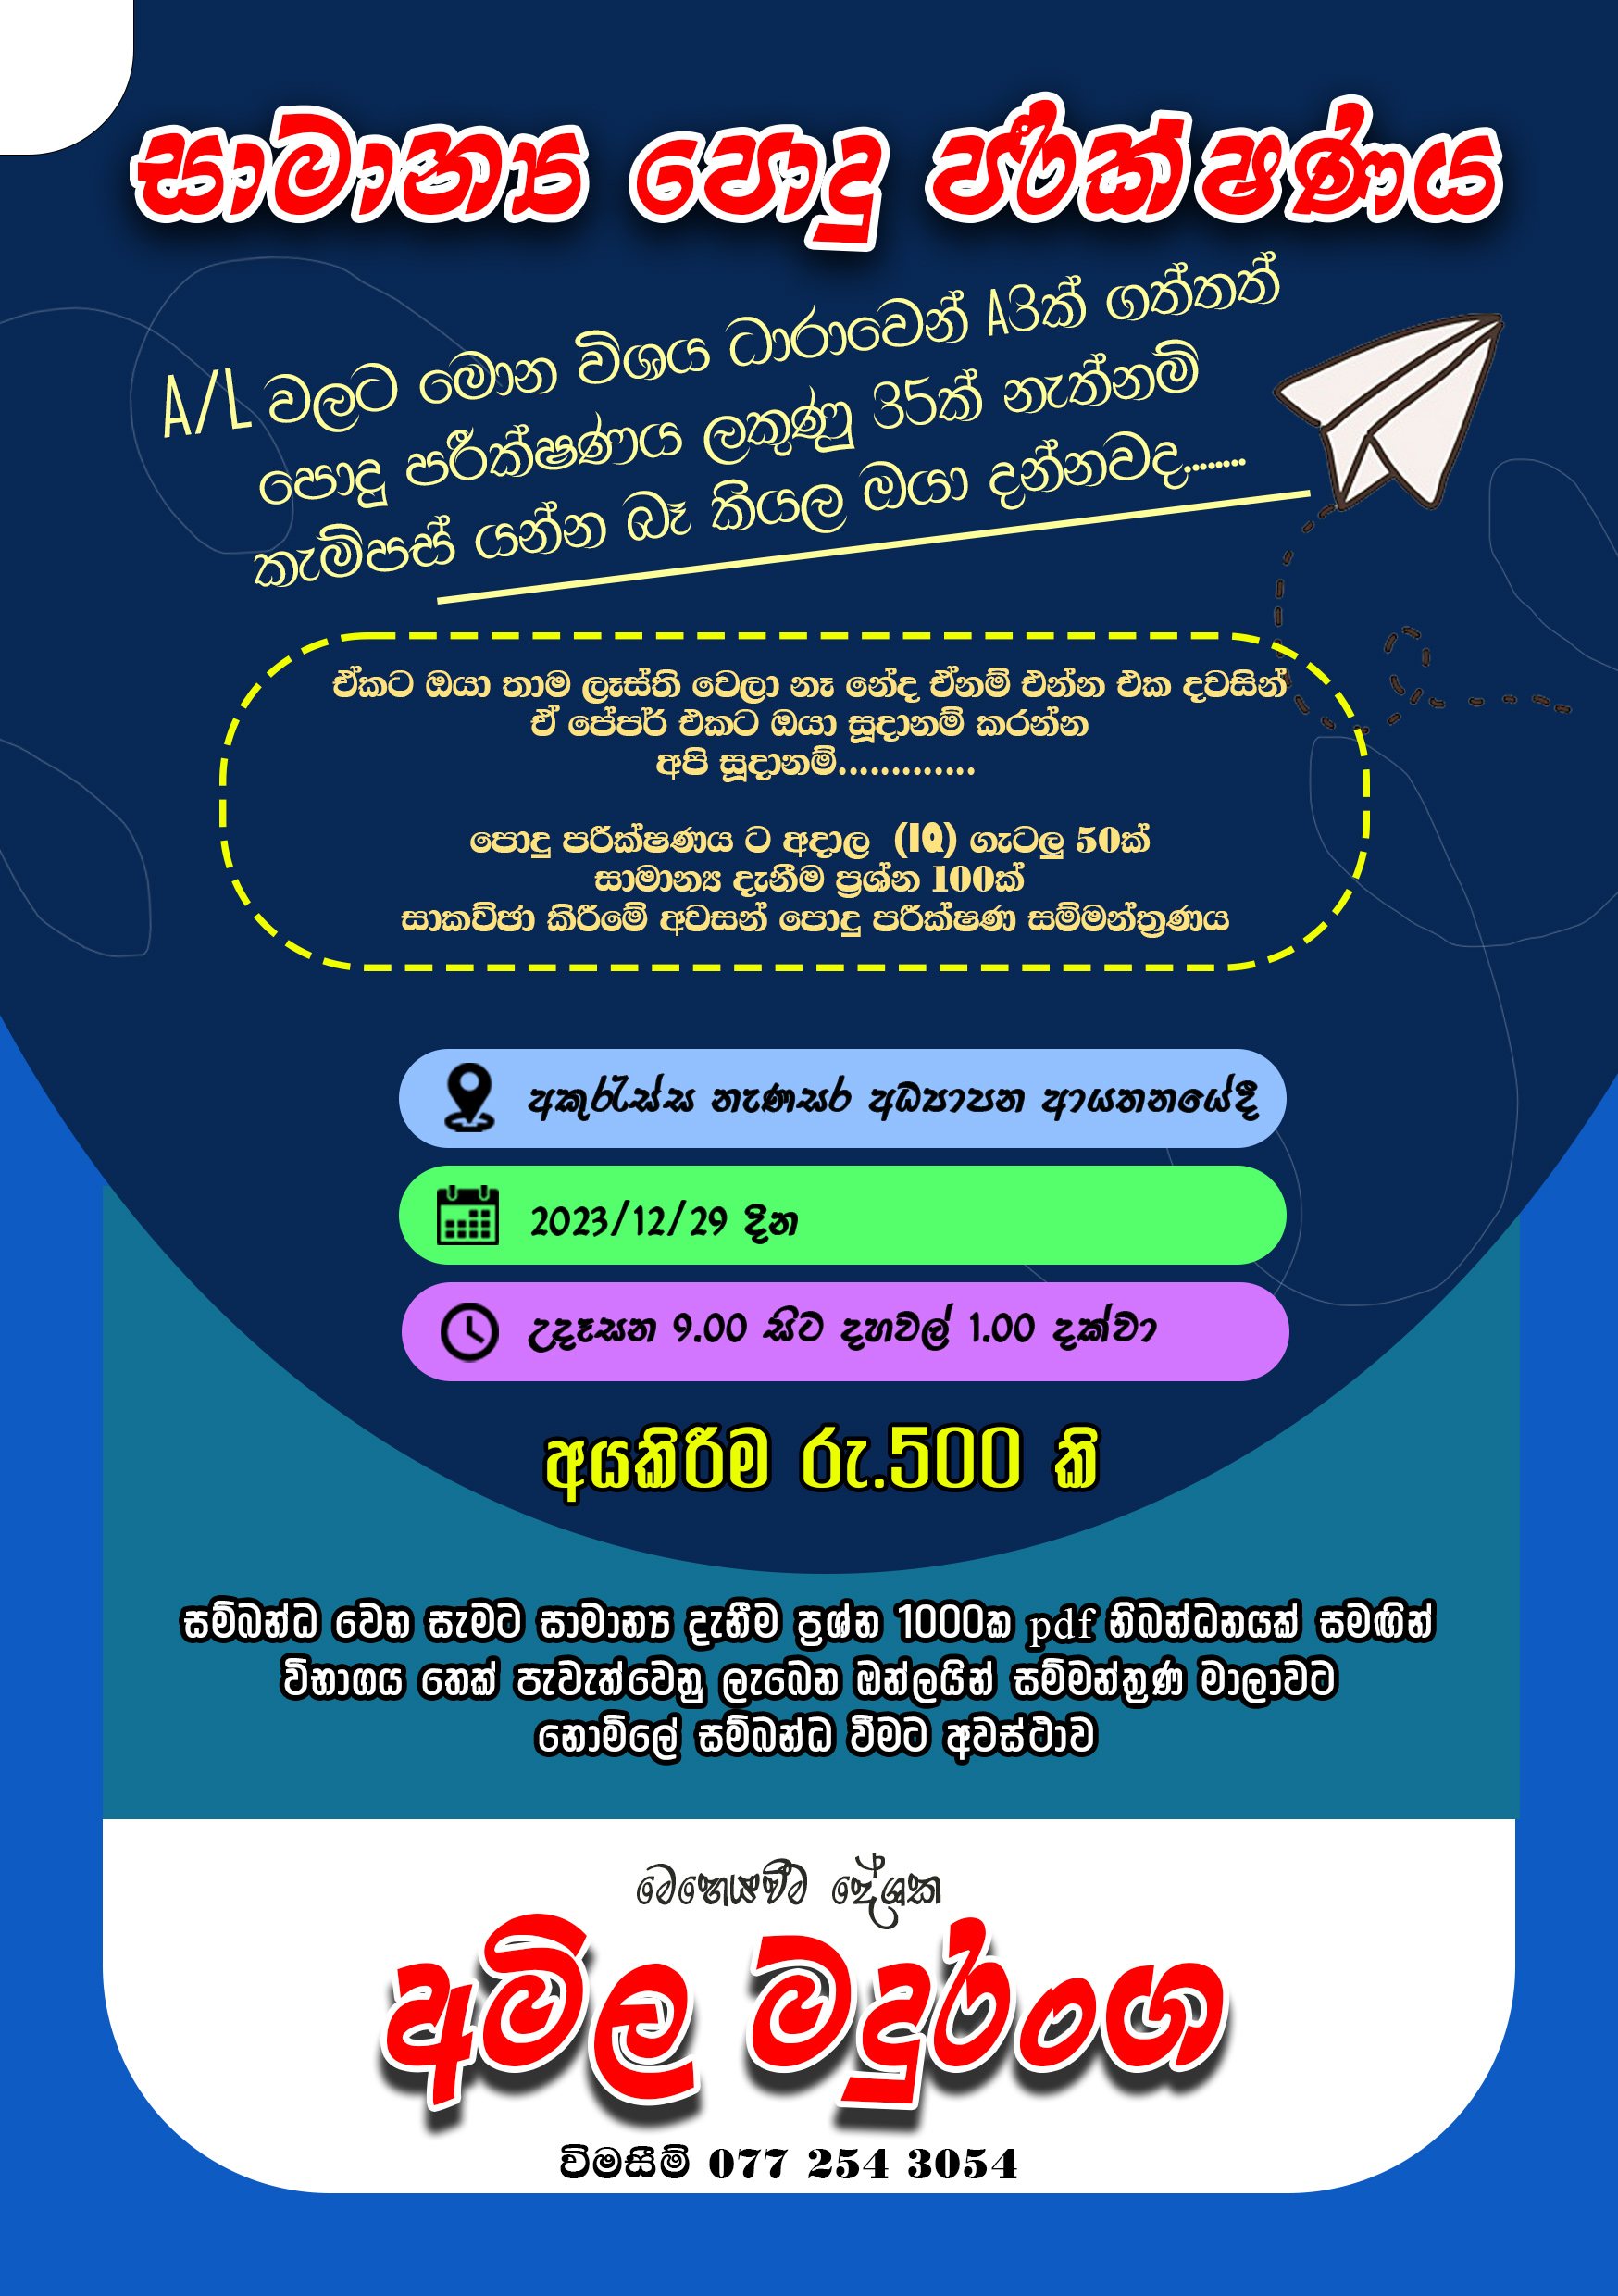 සාමාන්‍ය පොදු පරීක්ෂණය
A/L වලට මොන විශය ධාරාවෙන් A3ක් ගත්තත්
පොදු පරීක්ෂණය ලකුණු 35ක් නැත්නම්
කැම්පස් යන්න බෑ කියල ඔයා දන්නවද........
ඒකට ඔයා තාම ලෑස්ති වෙලා නෑ නේද ඒනම් එන්න එක දවසින්
ඒ පේපර් එකට ඔයා සූදානම් කරන්න
අපි සූදානම්.............
පොදු පරීක්ෂණය ට අදාල (IQ) ගැටලු 50ක්
සාමාන්‍ය දැනීම ප්‍රශ්න 100ක්
සාකච්ඡා කිරීමේ අවසන් පොදු පරීක්ෂණ සම්මන්ත්‍රණය
අකුරැස්ස නැණසර අධ්‍යාපන ආයතනයේදී
2023/12/29 දින
උදෑසන 9.00 සිට දහවල් 1.00 දක්වා
අයකිරීම රු.500 කි
සම්බන්ධ වෙන සැමට සාමාන්‍ය දැනීම ප්‍රශ්න 1000ක pdf නිබන්ධනයක් සමඟින්
විභාගය තෙක් පැවැත්වෙනු ලැබෙන ඔන්ලයින් සම්මන්ත්‍රණ මාලාවට
නොමිලේ සම්බන්ධ වීමට අවස්ථාව
මෙහෙයවීම දේශක
අමිල මදුරංග
විමසීම් 077 254 3054